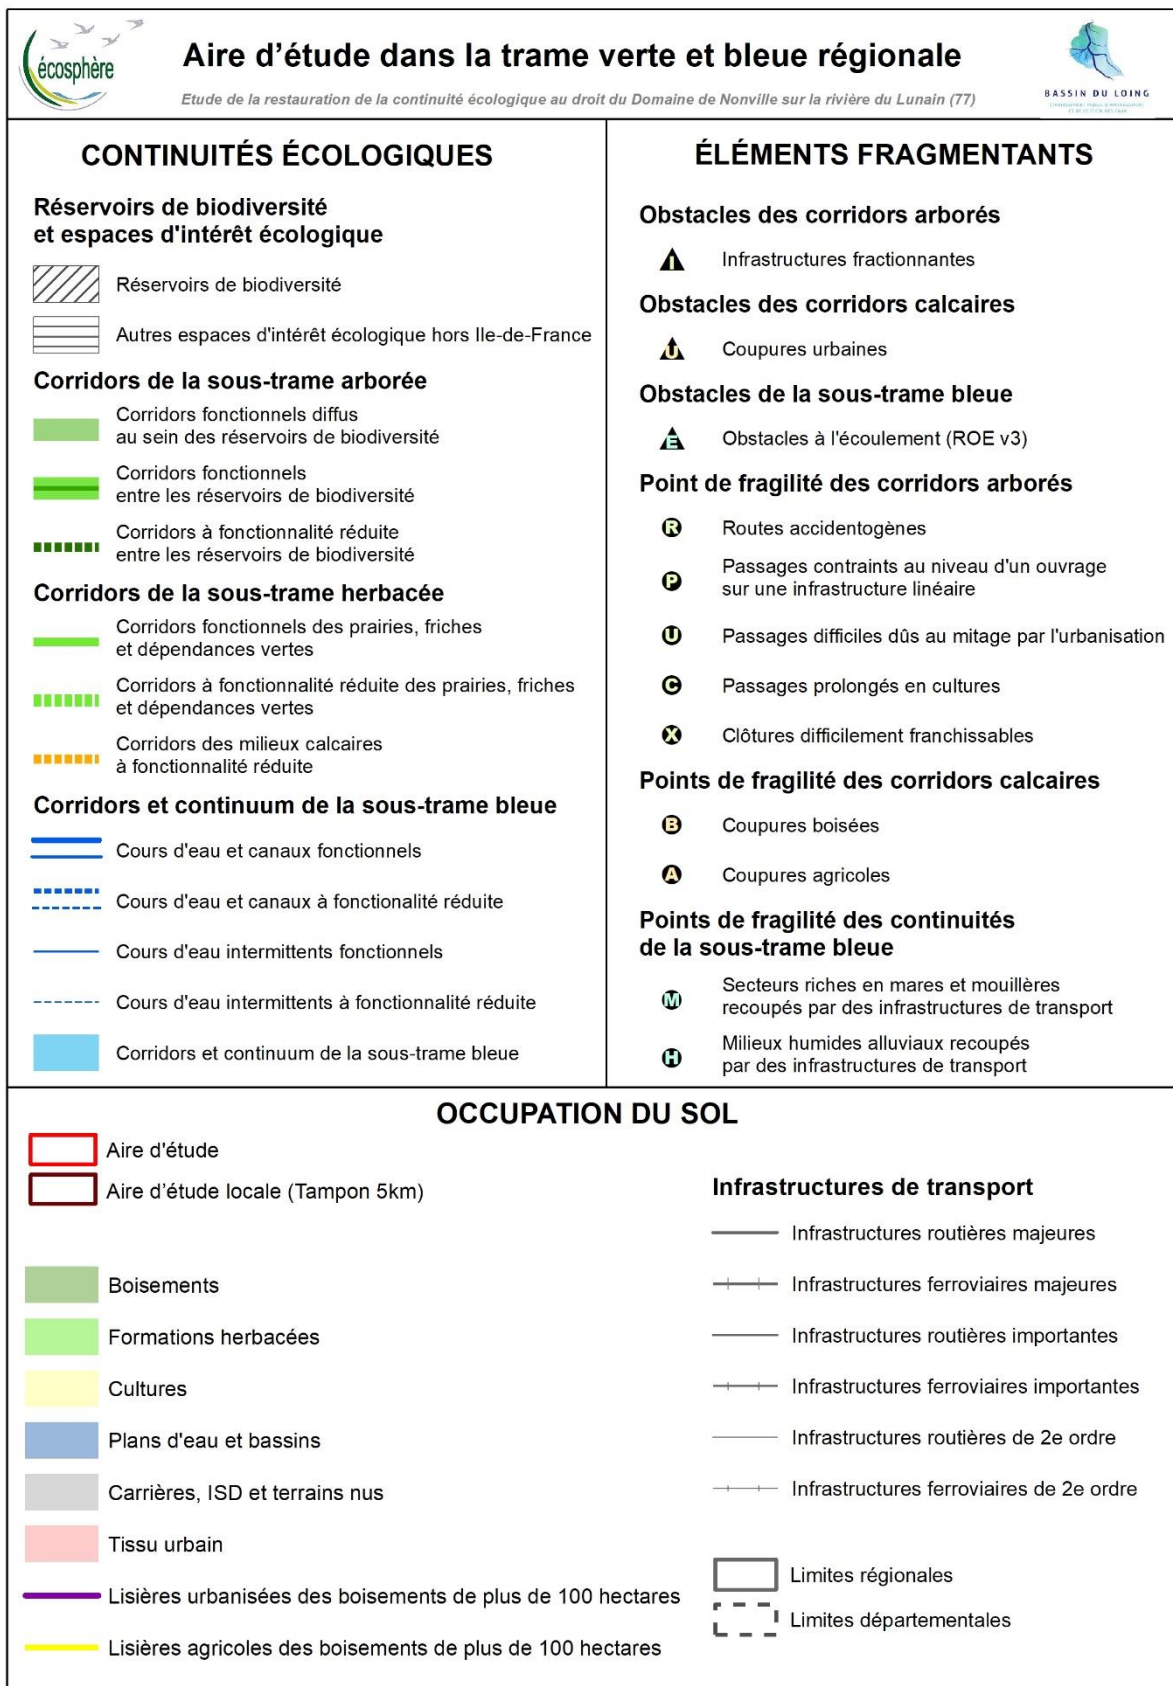 écosphère
Aire d'étude dans la trame verte et bleue régionale
Etude de la restauration de la continuité écologique au droit du Domaine de Nonville sur la rivière du Lunain (77)
BASSIN DU LOING
CONTINUITÉS ÉCOLOGIQUES
Réservoirs de biodiversité
et espaces d'intérêt écologique
Réservoirs de biodiversité
Autres espaces d'intérêt écologique hors Ile-de-France
Corridors de la sous-trame arborée
Corridors fonctionnels diffus
au sein des réservoirs de biodiversité
Corridors fonctionnels
entre les réservoirs de biodiversité
Corridors à fonctionnalité réduite
entre les réservoirs de biodiversité
Corridors de la sous-trame herbacée
Corridors fonctionnels des prairies, friches
et dépendances vertes
Corridors à fonctionnalité réduite des prairies, friches
et dépendances vertes
Corridors des milieux calcaires
à fonctionnalité réduite
Corridors et continuum de la sous-trame bleue
Cours d'eau et canaux fonctionnels
Cours d'eau et canaux à fonctionalité réduite
Cours d'eau intermittents fonctionnels
Cours d'eau intermittents à fonctionnalité réduite
Corridors et continuum de la sous-trame bleue
ÉLÉMENTS FRAGMENTANTS
Obstacles des corridors arborés
I Infrastructures fractionnantes
Obstacles des corridors calcaires
U Coupures urbaines
Obstacles de la sous-trame bleue
E Obstacles à l'écoulement (ROE v3)
Point de fragilité des corridors arborés
R Routes accidentogènes
P Passages contraints au niveau d'un ouvrage
sur une infrastructure linéaire
U Passages difficiles dûs au mitage par l'urbanisation
C Passages prolongés en cultures
X Clôtures difficilement franchissables
Points de fragilité des corridors calcaires
B Coupures boisées
A Coupures agricoles
Points de fragilité des continuités
de la sous-trame bleue
M Secteurs riches en mares et mouillères
recoupés par des infrastructures de transport
H Milieux humides alluviaux recoupés
par des infrastructures de transport
OCCUPATION DU SOL
Aire d'étude
Aire d'étude locale (Tampon 5km)
Boisements
Formations herbacées
Cultures
Plans d'eau et bassins
Carrières, ISD et terrains nus
Tissu urbain
Lisières urbanisées des boisements de plus de 100 hectares
Lisières agricoles des boisements de plus de 100 hectares
Infrastructures de transport
Infrastructures routières majeures
Infrastructures ferroviaires majeures
Infrastructures routières importantes
Infrastructures ferroviaires importantes
Infrastructures routières de 2e ordre
Infrastructures ferroviaires de 2e ordre
Limites régionales
Limites départementales